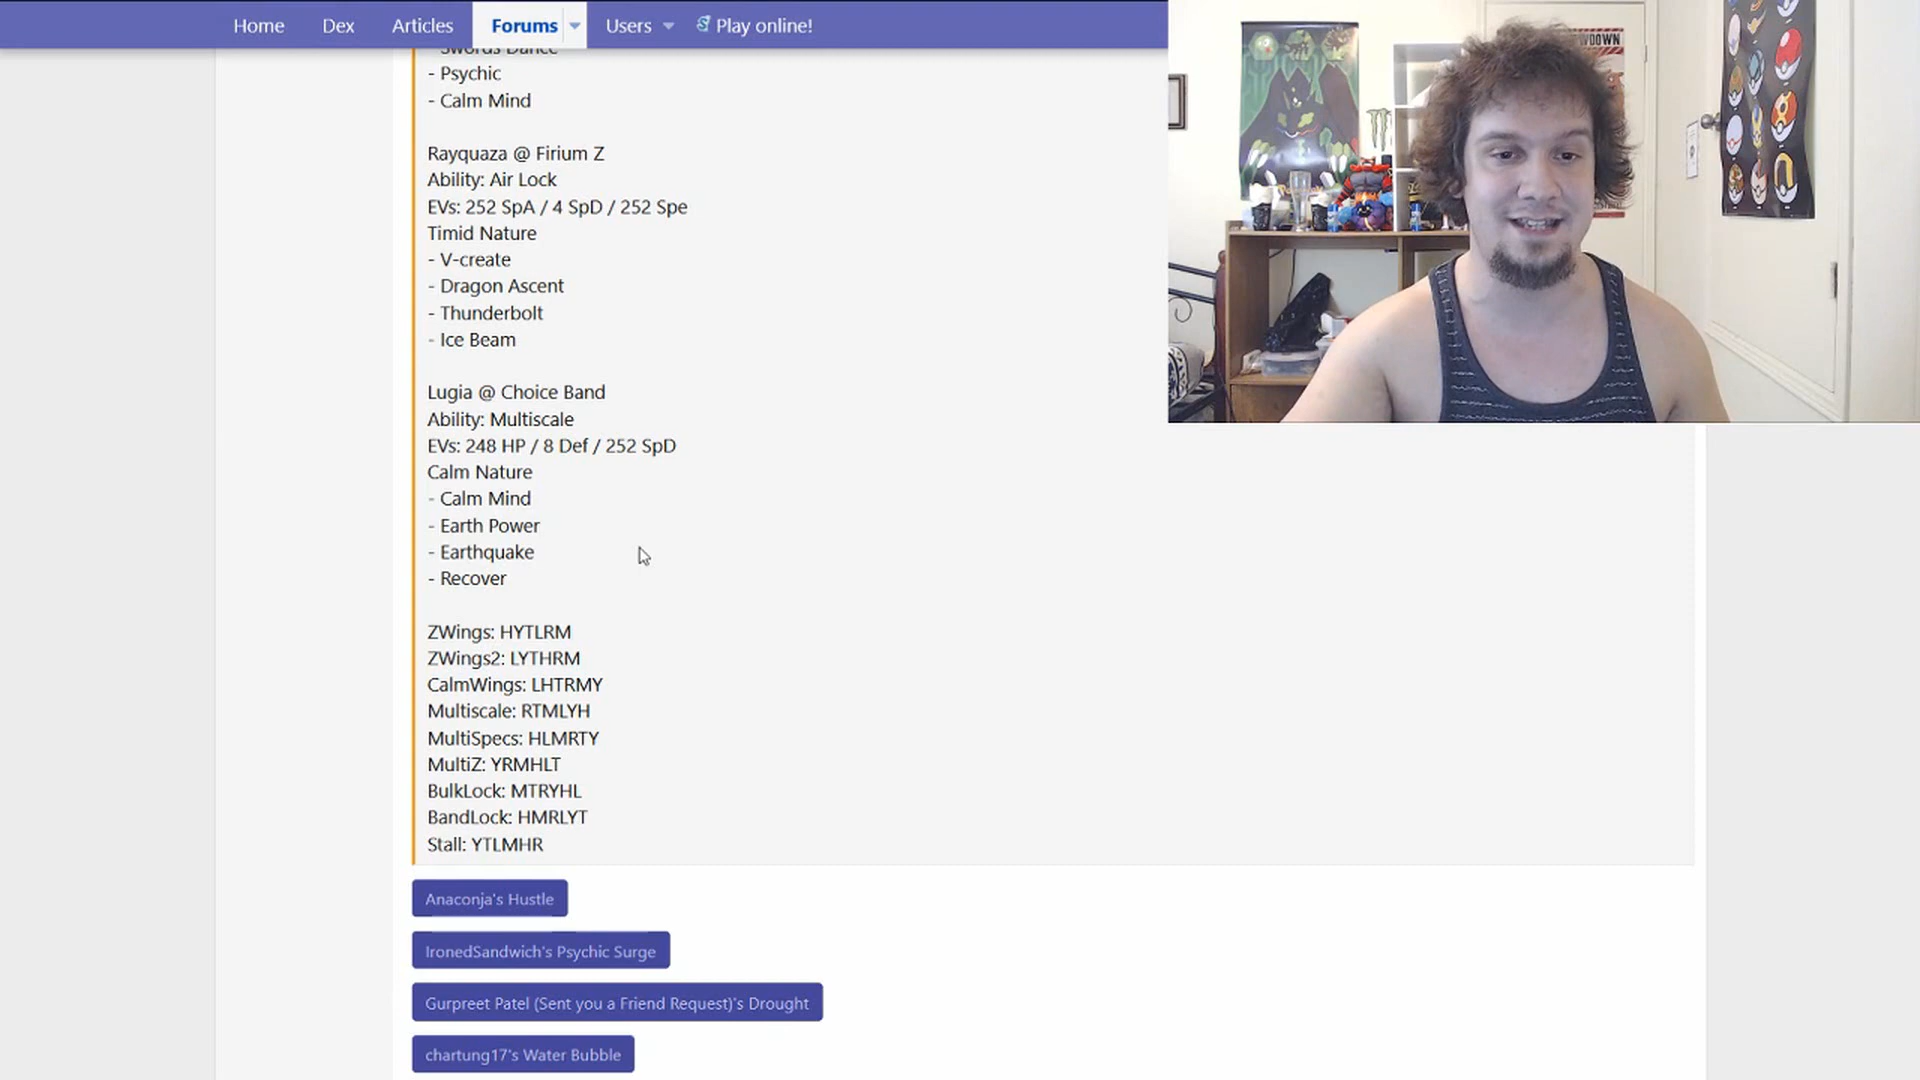 Home Dex Articles Forums Users Play online!
- Swords Dance
- Psychic
- Calm Mind
Rayquaza @ Firium Z
Ability: Air Lock
EVs: 252 SpA / 4 SpD / 252 Spe
Timid Nature
- V-create
- Dragon Ascent
- Thunderbolt
- Ice Beam
Lugia @ Choice Band
Ability: Multiscale
EVs: 248 HP / 8 Def / 252 SpD
Calm Nature
- Calm Mind
- Earth Power
- Earthquake
- Recover
ZWings: HYTLRM
ZWings2: LYTHRM
CalmWings: LHTRMY
Multiscale: RTMLYH
MultiSpecs: HLMRTY
MultiZ: YRMHLT
BulkLock: MTRYHL
BandLock: HMRLYT
Stall: YTLMHR
Anaconja's Hustle
IronedSandwich's Psychic Surge
Gurpreet Patel (Sent you a Friend Request)'s Drought
chartung17's Water Bubble